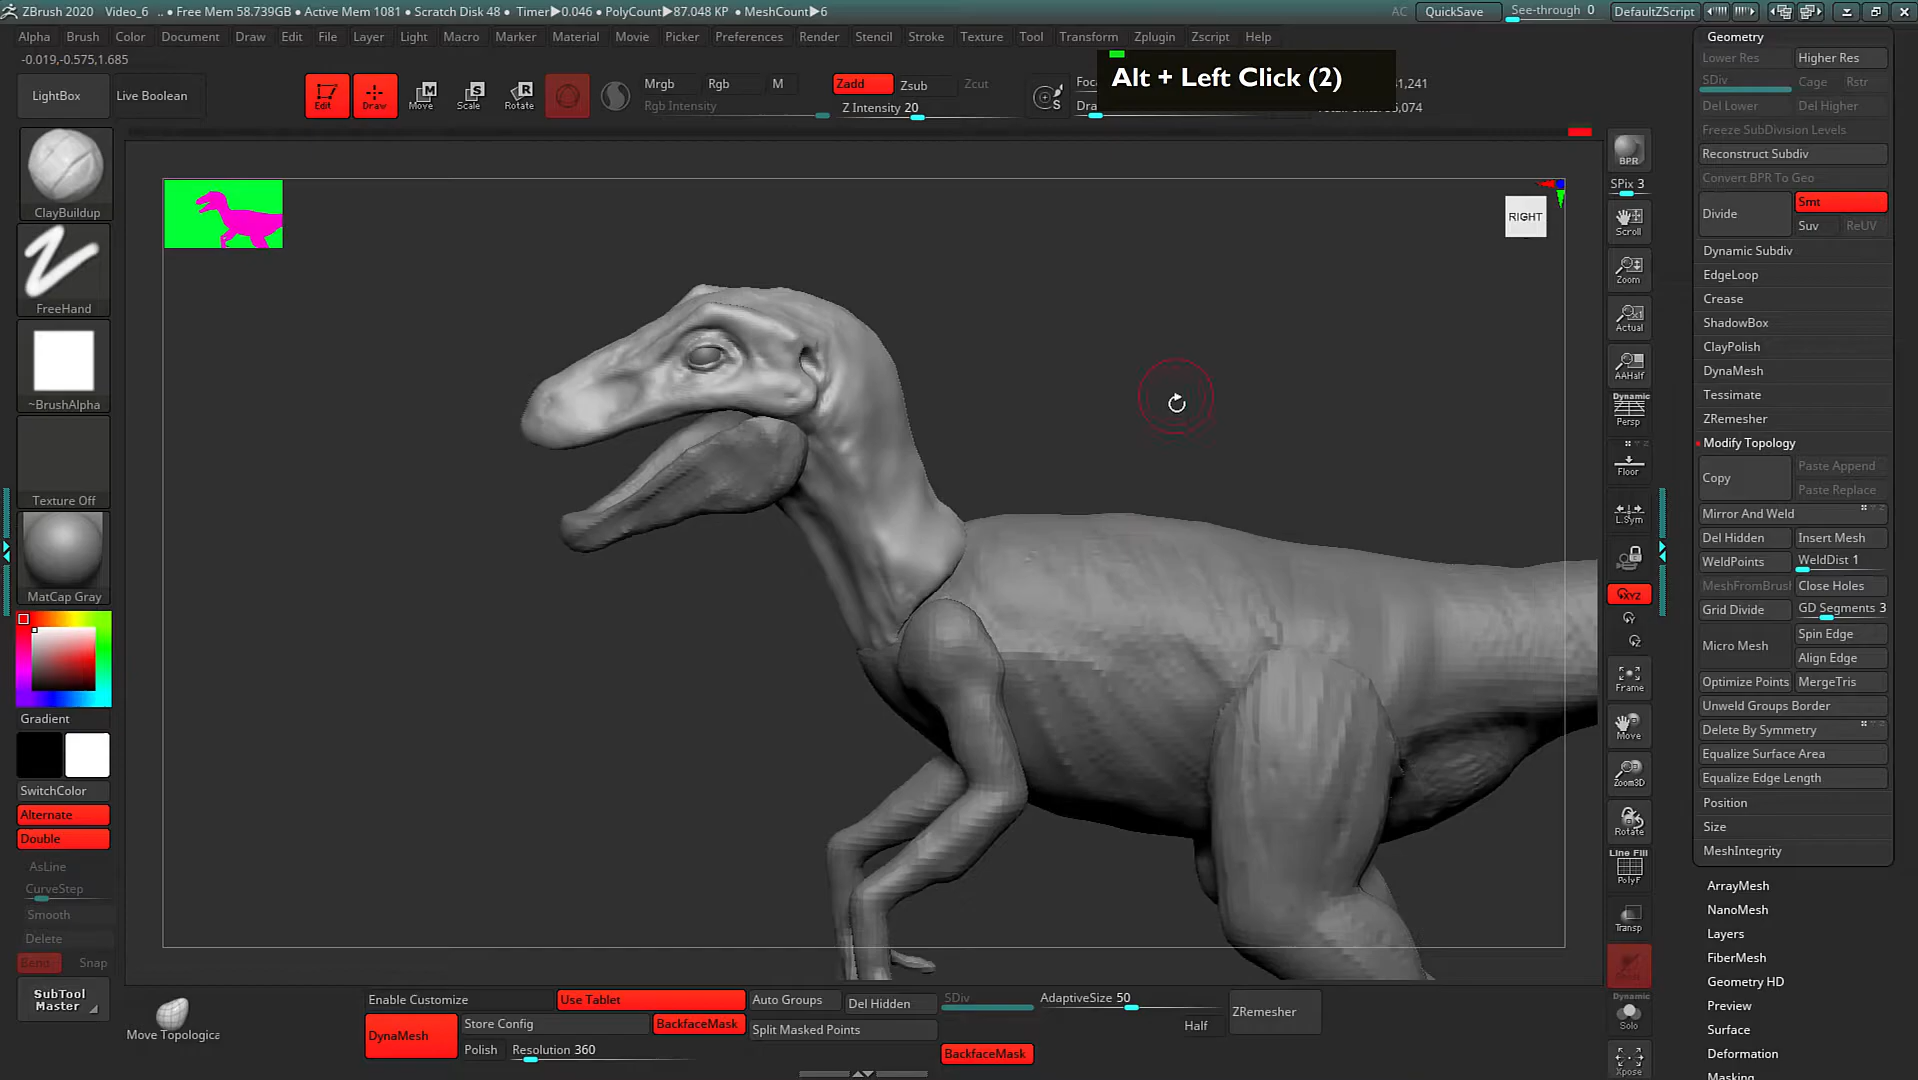 ZBrush 2020 Video_6 .. • Free Mem 58.739GB • Active Mem 1081 • Scratch Disk 48 • Timer▶0.046 • PolyCount▶87.048 KP • MeshCount▶6 AC QuickSave See-through 0 DefaultZScript
Alpha Brush Color Document Draw Edit File Layer Light Macro Marker Material Movie Picker Preferences Render Stencil Stroke Texture Tool Transform Zplugin Zscript Help
-0.019,-0.575,1.685
LightBox Live Boolean
Edit Draw Move Scale Rotate
Mrgb Rgb M
Rgb Intensity
Zadd Zsub Zcut
Z Intensity 20
Alt + Left Click (2)
ClayBuildup
FreeHand
~BrushAlpha
Texture Off
MatCap Gray
Gradient
SwitchColor
Alternate
Double
AsLine
CurveStep
Smooth
Delete
Bend Snap
SubTool
Master
Move Topologica
RIGHT
BPR
SPix 3
Scroll
Zoom
Actual
AAHalf
Dynamic
Persp
Floor
L.Sym
XYZ
Frame
Move
Zoom3D
Rotate
Line Fill
PolyF
Transp
Dynamic
Solo
Xpose
Geometry
Lower Res Higher Res
SDiv Cage Rstr
Del Lower Del Higher
Freeze SubDivision Levels
Reconstruct Subdiv
Convert BPR To Geo
Divide Smt
Suv ReUV
Dynamic Subdiv
EdgeLoop
Crease
ShadowBox
ClayPolish
DynaMesh
Tessimate
ZRemesher
Modify Topology
Copy Paste Append
Paste Replace
Mirror And Weld
Del Hidden Insert Mesh
WeldPoints WeldDist 1
MeshFromBrush Close Holes
Grid Divide GD Segments 3
Micro Mesh Spin Edge
Align Edge
Optimize Points MergeTris
Unweld Groups Border
Delete By Symmetry
Equalize Surface Area
Equalize Edge Length
Position
Size
MeshIntegrity
ArrayMesh
NanoMesh
Layers
FiberMesh
Geometry HD
Preview
Surface
Deformation
Masking
Enable Customize Use Tablet Auto Groups Del Hidden SDiv AdaptiveSize 50 ZRemesher
DynaMesh Store Config BackfaceMask Split Masked Points Half
Polish Resolution 360 BackfaceMask